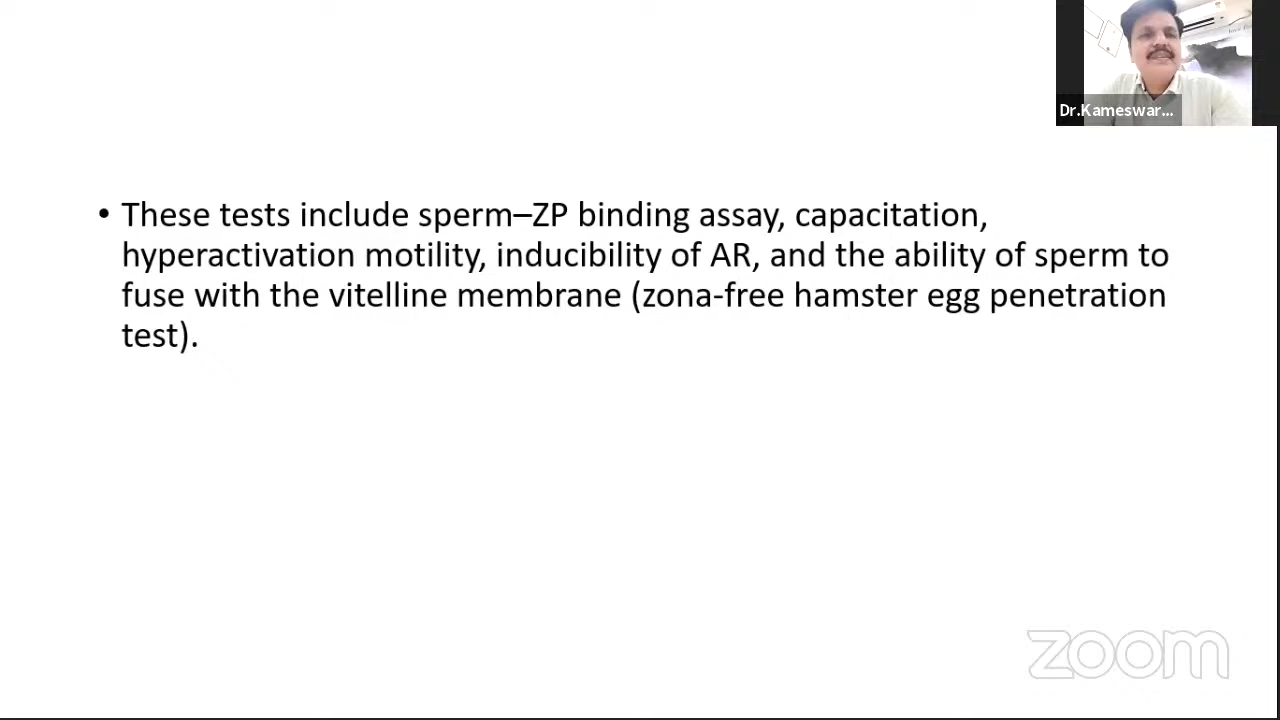 Dr.Kameswar...
• These tests include sperm–ZP binding assay, capacitation,
hyperactivation motility, inducibility of AR, and the ability of sperm to
fuse with the vitelline membrane (zona-free hamster egg penetration
test).
zoom